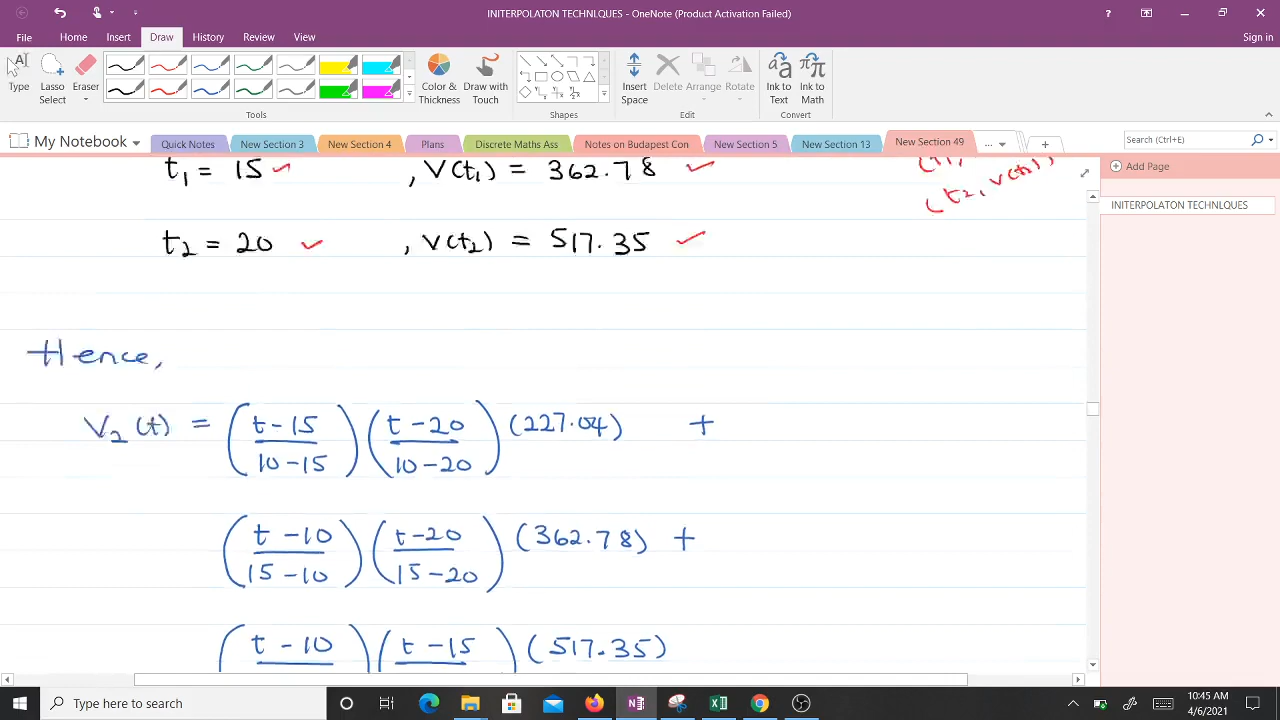 INITERPOLATON TECHNLQUES - OneNote (Product Activation Failed)
File Home Insert Draw History Review View Sign in
Type Lasso Select Eraser Color & Thickness Draw with Touch Insert Space Delete Arrange Rotate Ink to Text Ink to Math
Tools Shapes Edit Convert
My Notebook Quick Notes New Section 3 New Section 4 Plans Discrete Maths Ass Notes on Budapest Con New Section 5 New Section 13 New Section 49 ... Search (Ctrl+E)
Add Page
INITERPOLATON TECHNLQUES
t₁ = 15 , V(t₁) = 362.78
(t₂, v(t₂))
t₂ = 20 , V(t₂) = 517.35
Hence,
V₂(t) = (t-15 / 10-15) (t-20 / 10-20) (227.04) +
(t-10 / 15-10) (t-20 / 15-20) (362.78) +
(t-10 (t-15 (517.35)
Type here to search
10:45 AM
4/6/2021